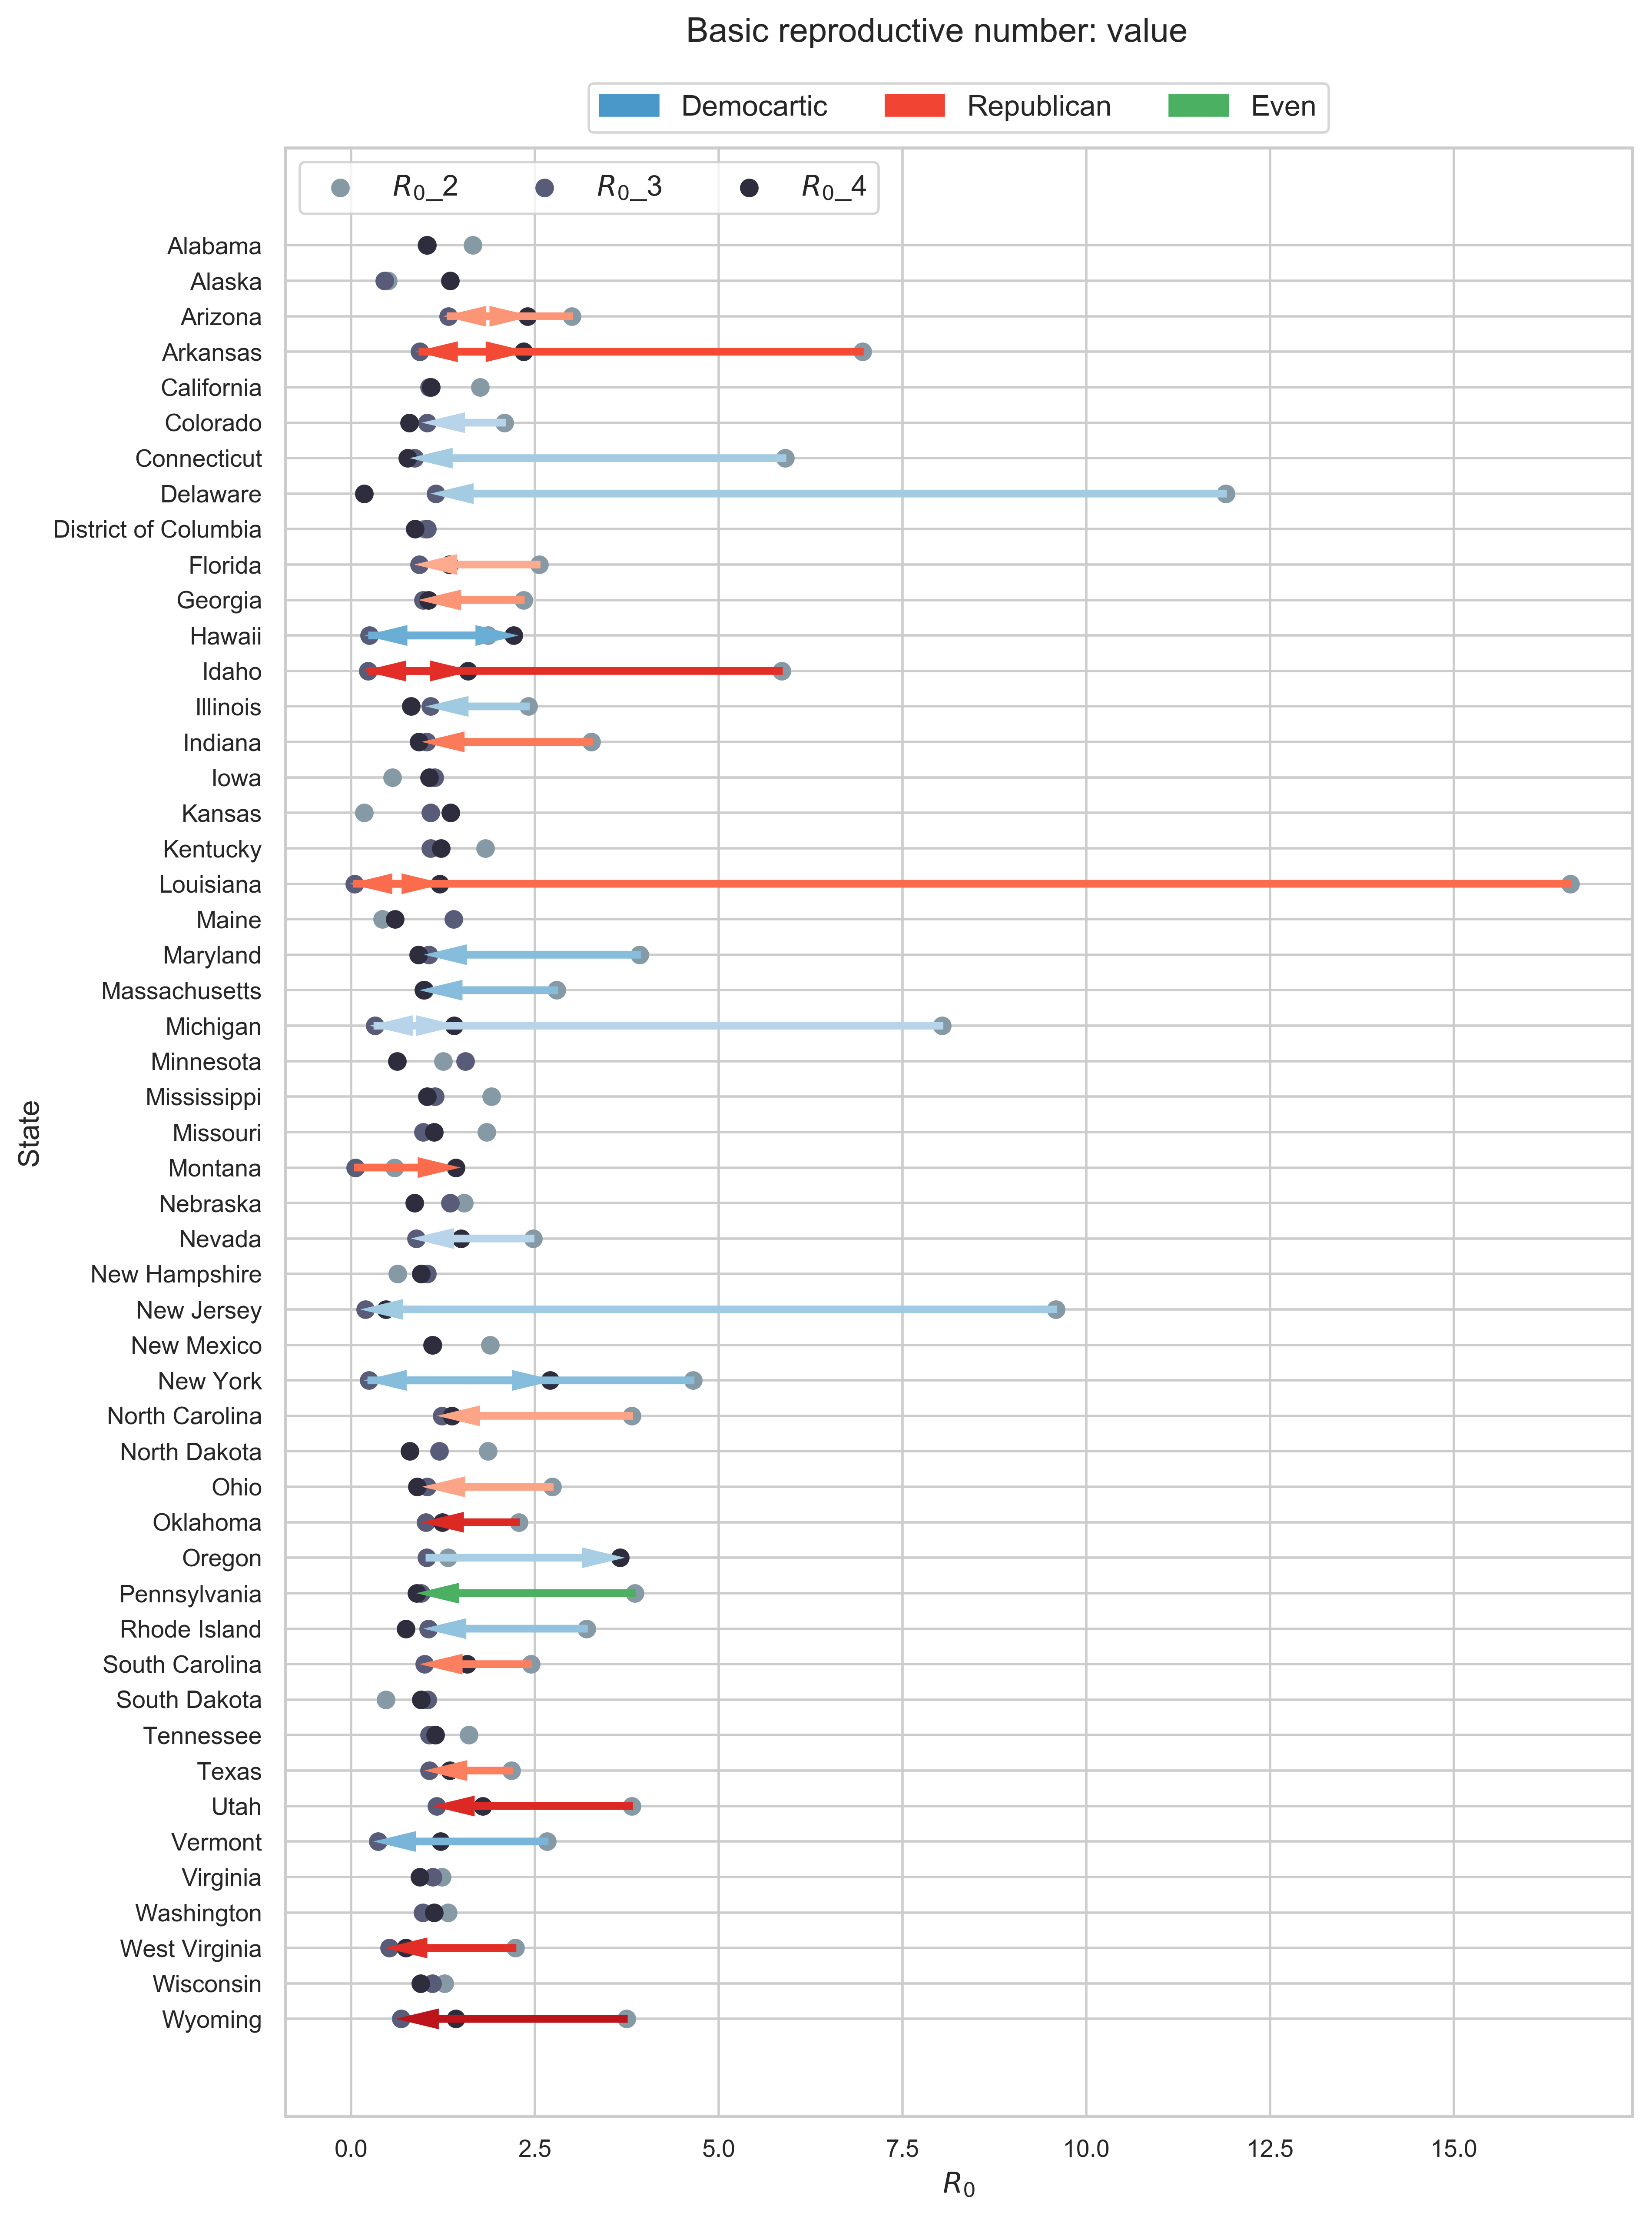 Basic reproductive number: value
Democartic Republican Even
R₀_2 R₀_3 R₀_4
Alabama
Alaska
Arizona
Arkansas
California
Colorado
Connecticut
Delaware
District of Columbia
Florida
Georgia
Hawaii
Idaho
Illinois
Indiana
Iowa
Kansas
Kentucky
Louisiana
Maine
Maryland
Massachusetts
Michigan
Minnesota
Mississippi
Missouri
Montana
Nebraska
Nevada
New Hampshire
New Jersey
New Mexico
New York
North Carolina
North Dakota
Ohio
Oklahoma
Oregon
Pennsylvania
Rhode Island
South Carolina
South Dakota
Tennessee
Texas
Utah
Vermont
Virginia
Washington
West Virginia
Wisconsin
Wyoming
State
0.0 2.5 5.0 7.5 10.0 12.5 15.0
R₀